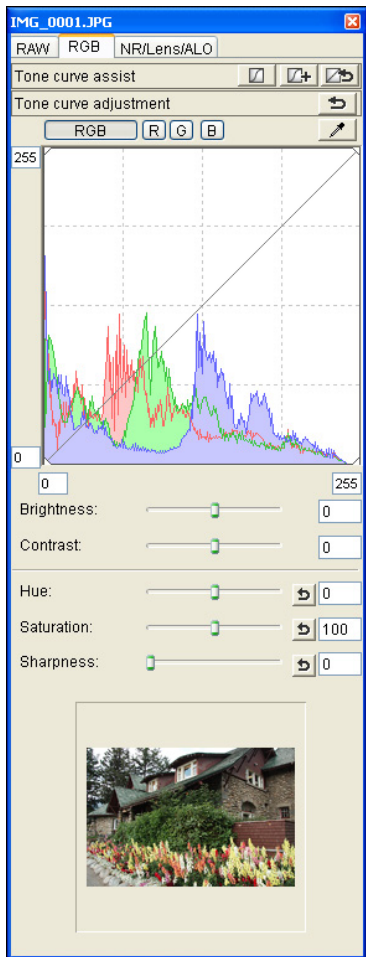 IMG_0001.JPG
RAW RGB NR/Lens/ALO
Tone curve assist
Tone curve adjustment
RGB R G B
255
0
0 255
Brightness: 0
Contrast: 0
Hue: 0
Saturation: 100
Sharpness: 0